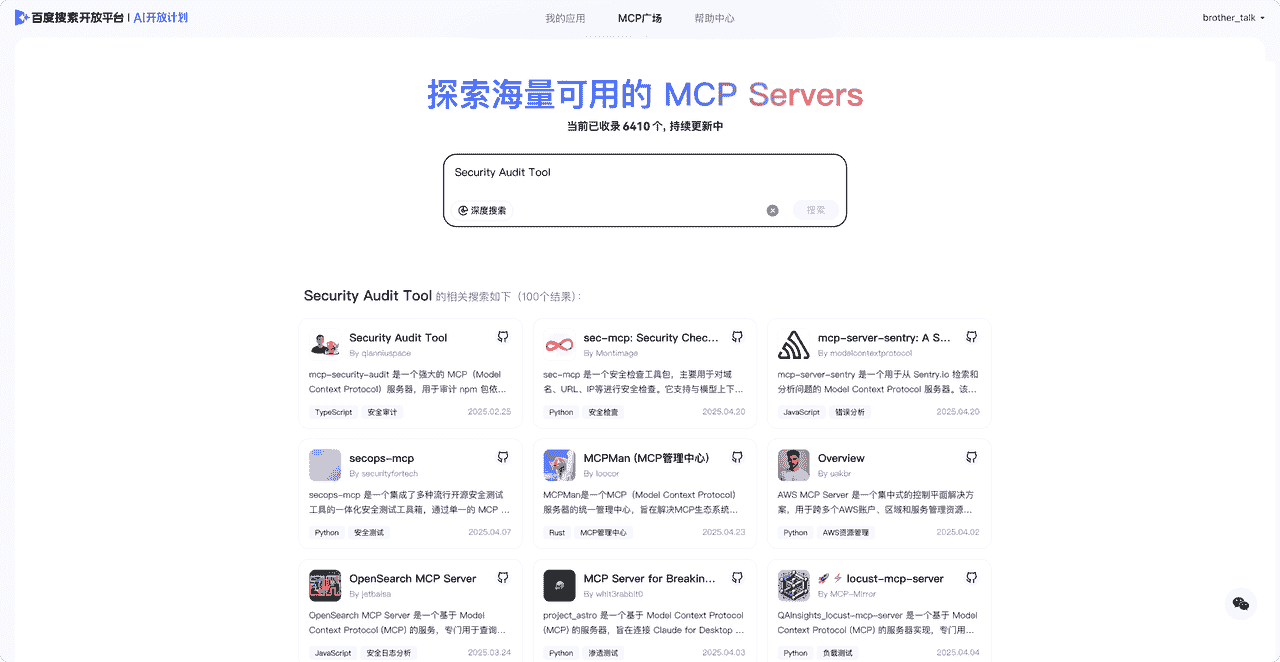 百度搜索开放平台 | AI开放计划
我的应用 MCP广场 帮助中心
brother_talk
探索海量可用的 MCP Servers
当前已收录 6410 个, 持续更新中
Security Audit Tool
深度搜索
搜索
Security Audit Tool 的相关搜索如下（100个结果）:
Security Audit Tool
By qianniuspace
mcp-security-audit 是一个强大的 MCP（Model
Context Protocol）服务器，用于审计 npm 包依...
TypeScript 安全审计 2025.02.25
sec-mcp: Security Chec...
By Montimage
sec-mcp 是一个安全检查工具包，主要用于对域
名、URL、IP等进行安全检查。它支持与模型上下...
Python 安全检查 2025.04.20
mcp-server-sentry: A S...
By modelcontextprotocol
mcp-server-sentry 是一个用于从 Sentry.io 检索和
分析问题的 Model Context Protocol 服务器。该...
JavaScript 错误分析 2025.04.20
secops-mcp
By securityfortech
secops-mcp 是一个集成了多种流行开源安全测试
工具的一体化安全测试工具箱，通过单一的 MCP ...
Python 安全测试 2025.04.07
MCPMan (MCP管理中心)
By loocor
MCPMan是一个MCP（Model Context Protocol）
服务器的统一管理中心，旨在解决MCP生态系统...
Rust MCP管理中心 2025.04.23
Overview
By uakbr
AWS MCP Server 是一个集中式的控制平面解决方
案，用于跨多个AWS账户、区域和服务管理资源...
Python AWS资源管理 2025.04.02
OpenSearch MCP Server
By jetbaisa
OpenSearch MCP Server 是一个基于 Model
Context Protocol (MCP) 的服务，专门用于查询...
JavaScript 安全日志分析 2025.03.24
MCP Server for Breakin...
By whit3rabbit0
project_astro 是一个基于 Model Context Protocol
(MCP) 的服务器，旨在连接 Claude for Desktop ...
Python 渗透测试 2025.04.03
🚀 ⚡ locust-mcp-server
By MCP-Mirror
QAInsights_locust-mcp-server 是一个基于 Model
Context Protocol (MCP) 的服务器实现，专门用...
Python 负载测试 2025.04.04